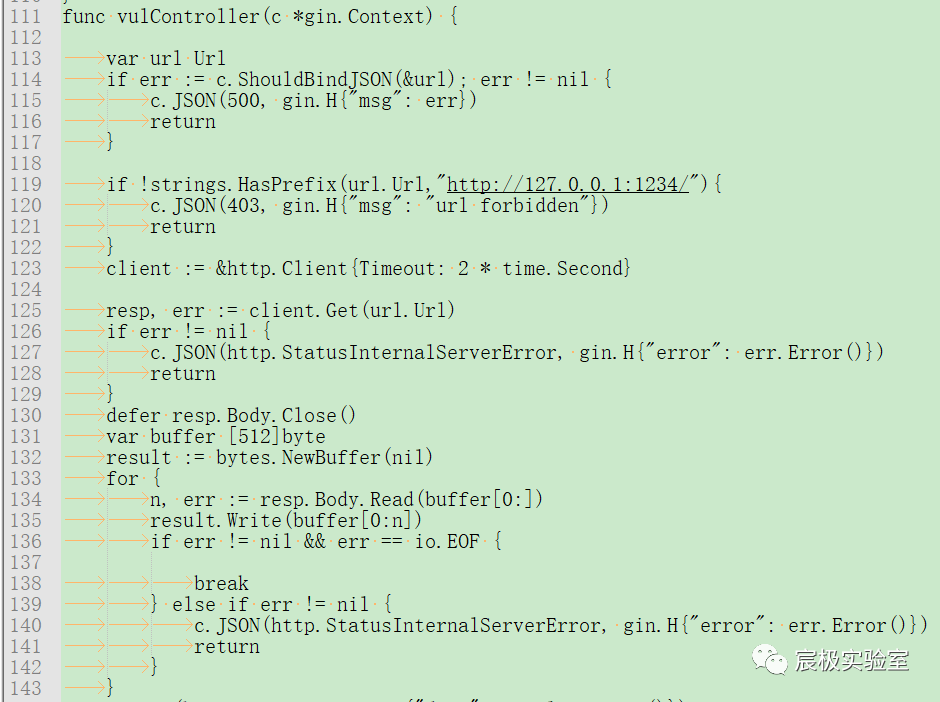 111 func vulController(c *gin.Context) {
112
113 var url Url
114 if err := c.ShouldBindJSON(&url); err != nil {
115 c.JSON(500, gin.H{"msg": err})
116 return
117 }
118
119 if !strings.HasPrefix(url.Url,"http://127.0.0.1:1234/"){
120 c.JSON(403, gin.H{"msg": "url forbidden"})
121 return
122 }
123 client := &http.Client{Timeout: 2 * time.Second}
124
125 resp, err := client.Get(url.Url)
126 if err != nil {
127 c.JSON(http.StatusInternalServerError, gin.H{"error": err.Error()})
128 return
129 }
130 defer resp.Body.Close()
131 var buffer [512]byte
132 result := bytes.NewBuffer(nil)
133 for {
134 n, err := resp.Body.Read(buffer[0:])
135 result.Write(buffer[0:n])
136 if err != nil && err == io.EOF {
137
138 break
139 } else if err != nil {
140 c.JSON(http.StatusInternalServerError, gin.H{"error": err.Error()})
141 return
142 }
143 }
宸极实验室